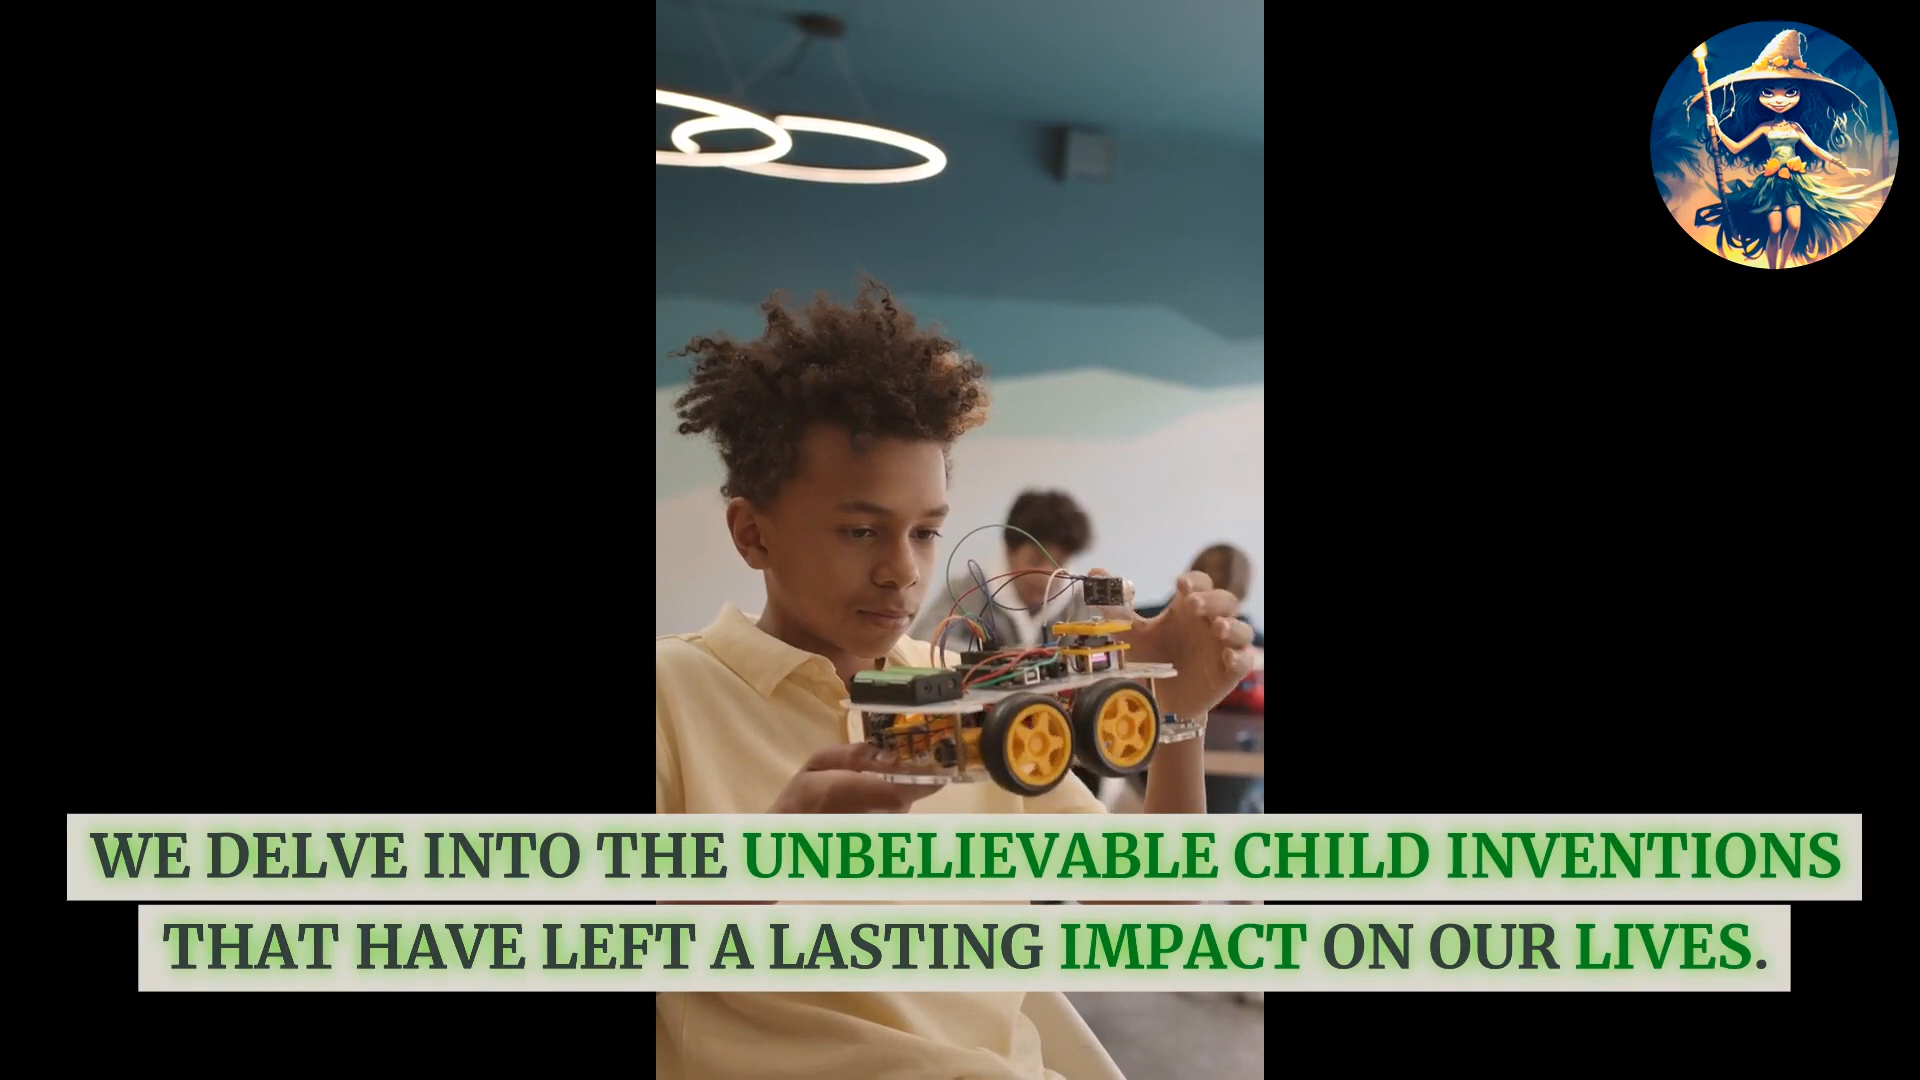 WE DELVE INTO THE UNBELIEVABLE CHILD INVENTIONS
THAT HAVE LEFT A LASTING IMPACT ON OUR LIVES.